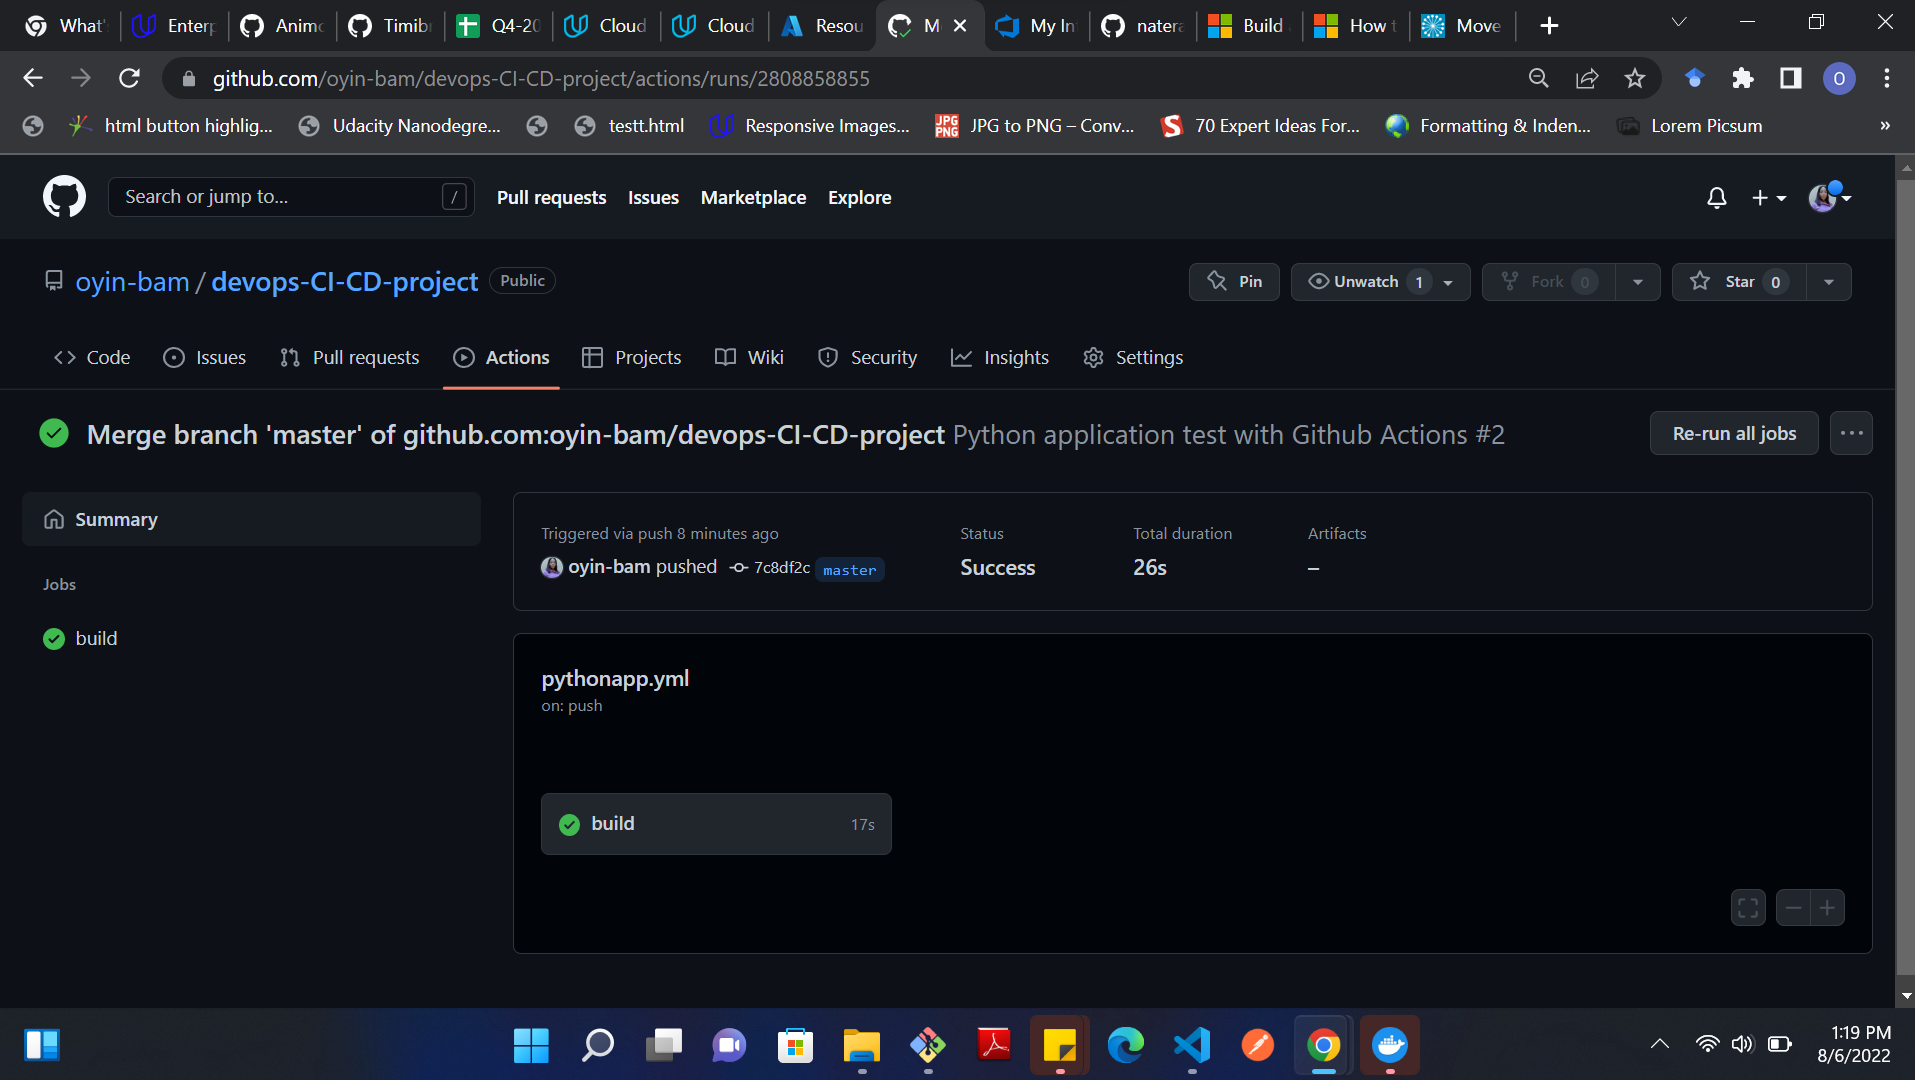 What'
Enterp
Anim
Timib
Q4-20
Cloud
Cloud
Resou
M
My In
natera
Build
How t
Move
github.com/oyin-bam/devops-CI-CD-project/actions/runs/2808858855
O
html button highlig...
Udacity Nanodegre...
testt.html
Responsive Images...
JPG PNG
JPG to PNG – Conv...
S
70 Expert Ideas For...
Formatting & Inden...
Lorem Picsum
»
Search or jump to... /
Pull requests
Issues
Marketplace
Explore
oyin-bam / devops-CI-CD-project Public
Pin
Unwatch 1
Fork 0
Star 0
Code
Issues
Pull requests
Actions
Projects
Wiki
Security
Insights
Settings
Merge branch 'master' of github.com:oyin-bam/devops-CI-CD-project Python application test with Github Actions #2
Re-run all jobs
Summary
Jobs
build
Triggered via push 8 minutes ago
oyin-bam pushed 7c8df2c master
Status
Success
Total duration
26s
Artifacts
–
pythonapp.yml
on: push
build 17s
1:19 PM
8/6/2022